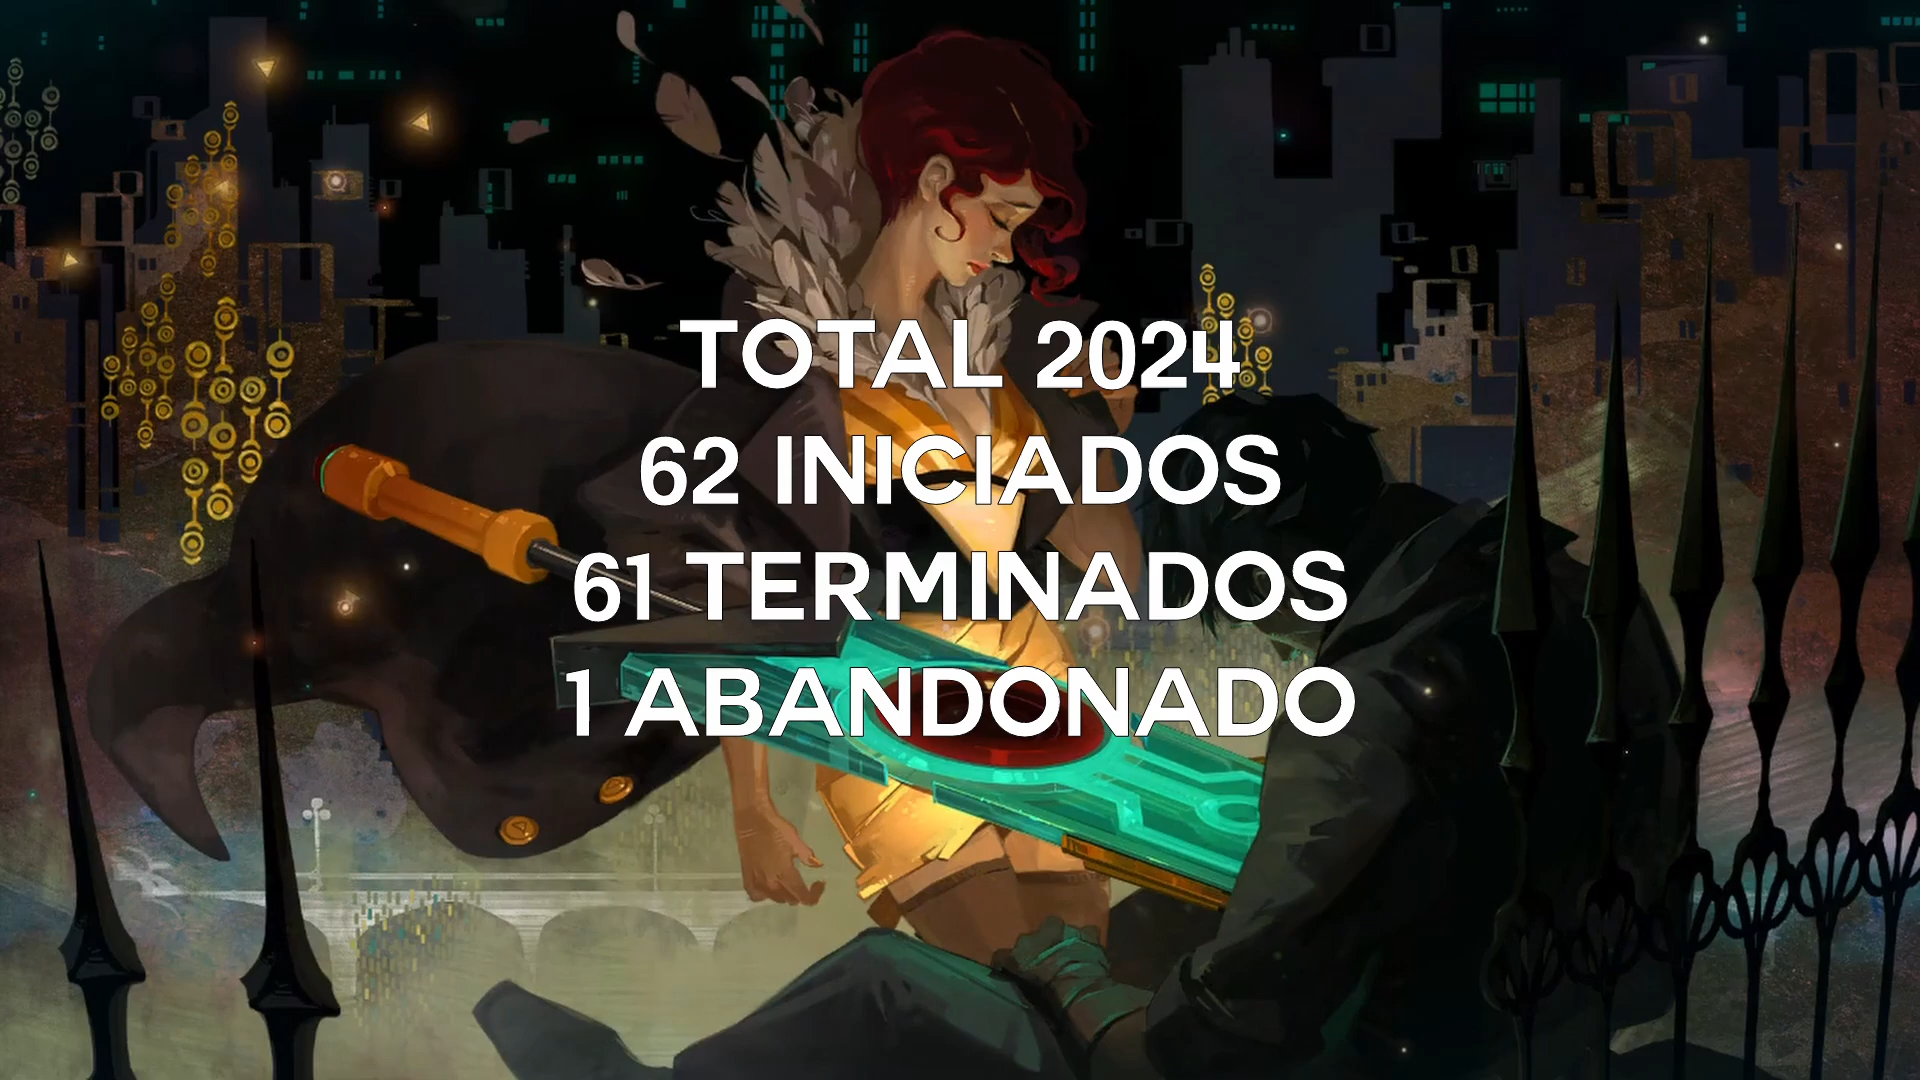 TOTAL 2024
62 INICIADOS
61 TERMINADOS
1 ABANDONADO